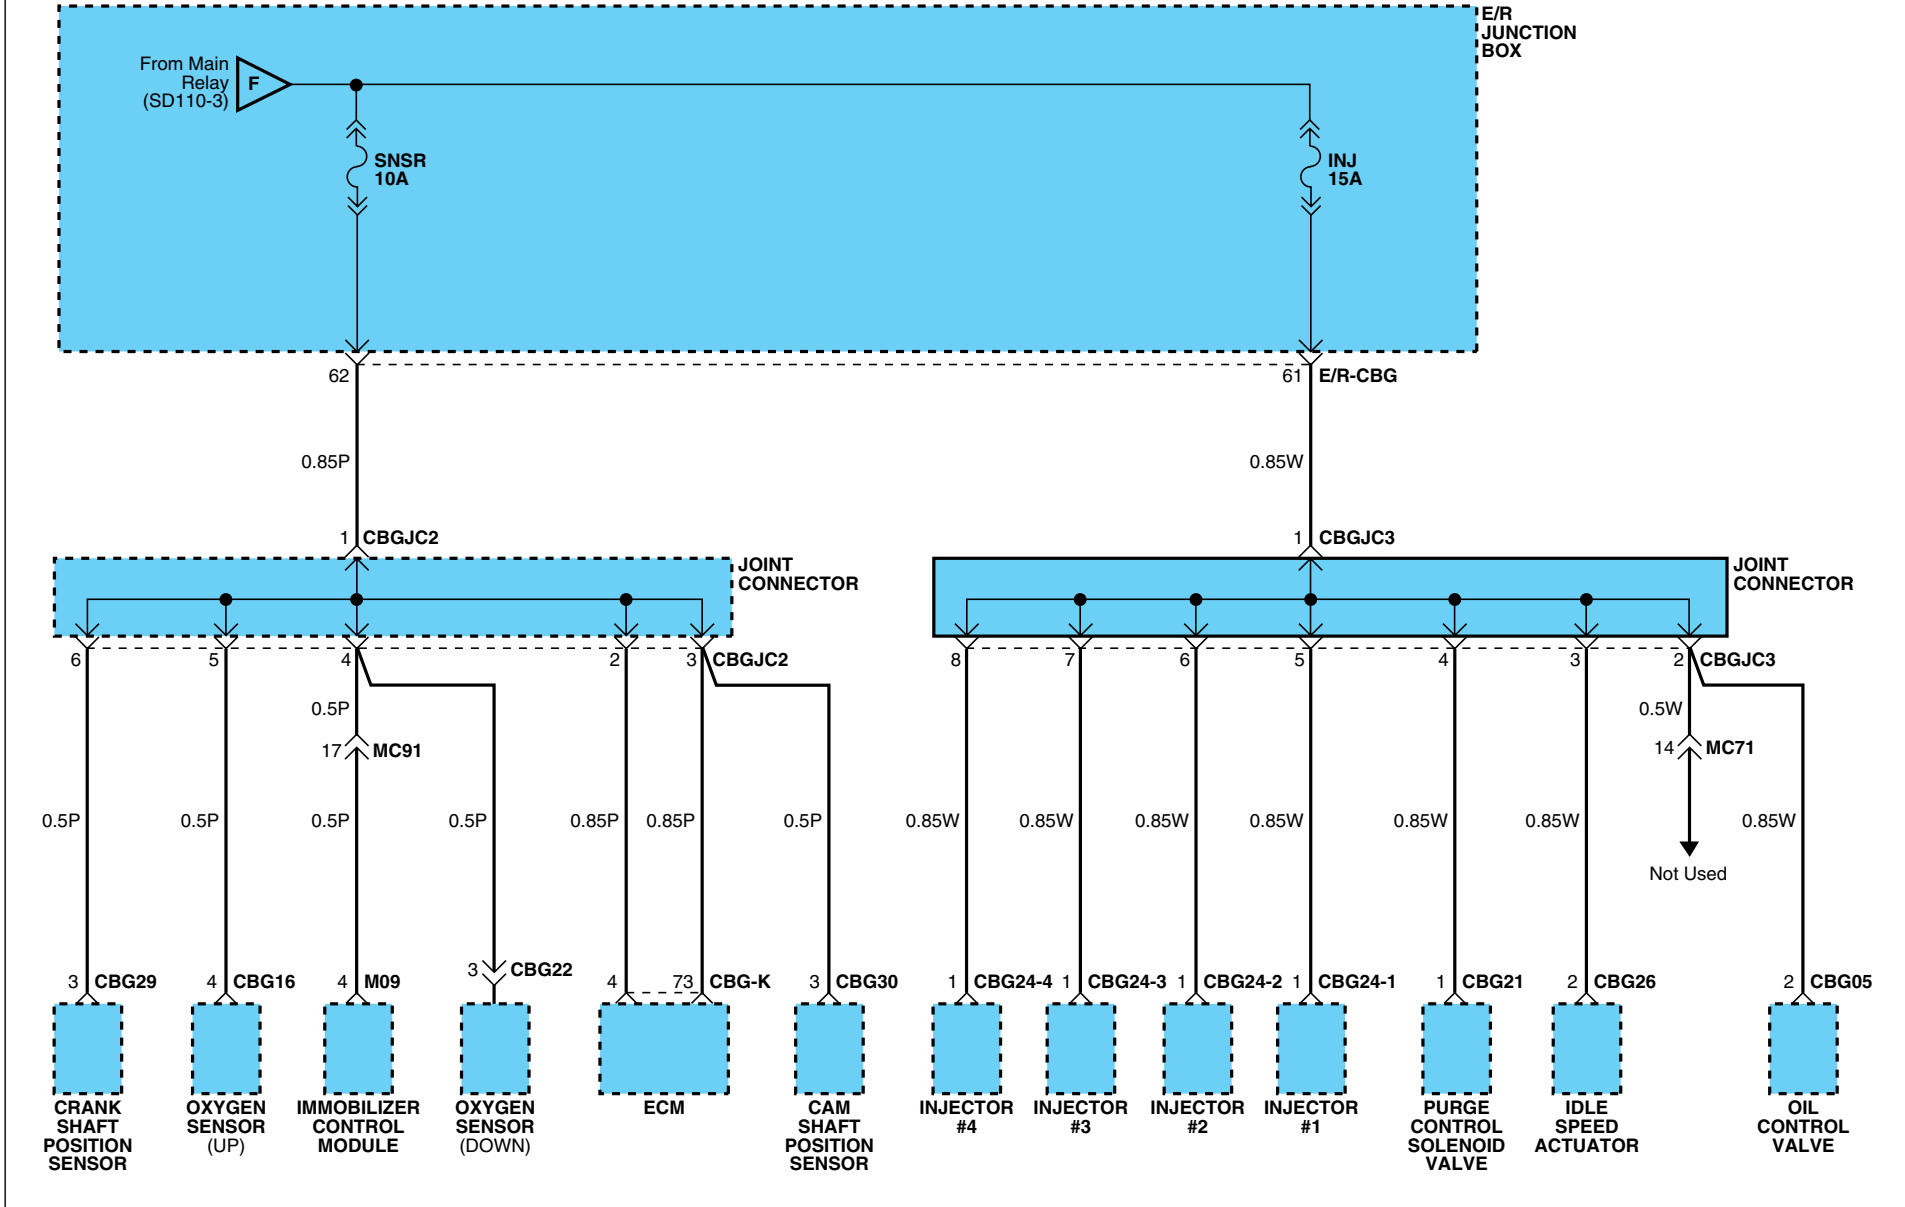 E/R
JUNCTION
BOX
From Main
Relay
(SD110-3)
F
SNSR
10A
INJ
15A
62
61 E/R-CBG
0.85P
0.85W
1 CBGJC2
1 CBGJC3
JOINT
CONNECTOR
JOINT
CONNECTOR
6 5 4 2 3 CBGJC2
8 7 6 5 4 3 2 CBGJC3
0.5P
0.5W
17 MC91
14 MC71
0.5P 0.5P 0.5P 0.5P 0.85P 0.85P 0.5P
0.85W 0.85W 0.85W 0.85W 0.85W 0.85W 0.85W
Not Used
3 CBG29
4 CBG16
4 M09
3 CBG22
4 73 CBG-K
3 CBG30
1 CBG24-4
1 CBG24-3
1 CBG24-2
1 CBG24-1
1 CBG21
2 CBG26
2 CBG05
CRANK
SHAFT
POSITION
SENSOR
OXYGEN
SENSOR
(UP)
IMMOBILIZER
CONTROL
MODULE
OXYGEN
SENSOR
(DOWN)
ECM
CAM
SHAFT
POSITION
SENSOR
INJECTOR
#4
INJECTOR
#3
INJECTOR
#2
INJECTOR
#1
PURGE
CONTROL
SOLENOID
VALVE
IDLE
SPEED
ACTUATOR
OIL
CONTROL
VALVE